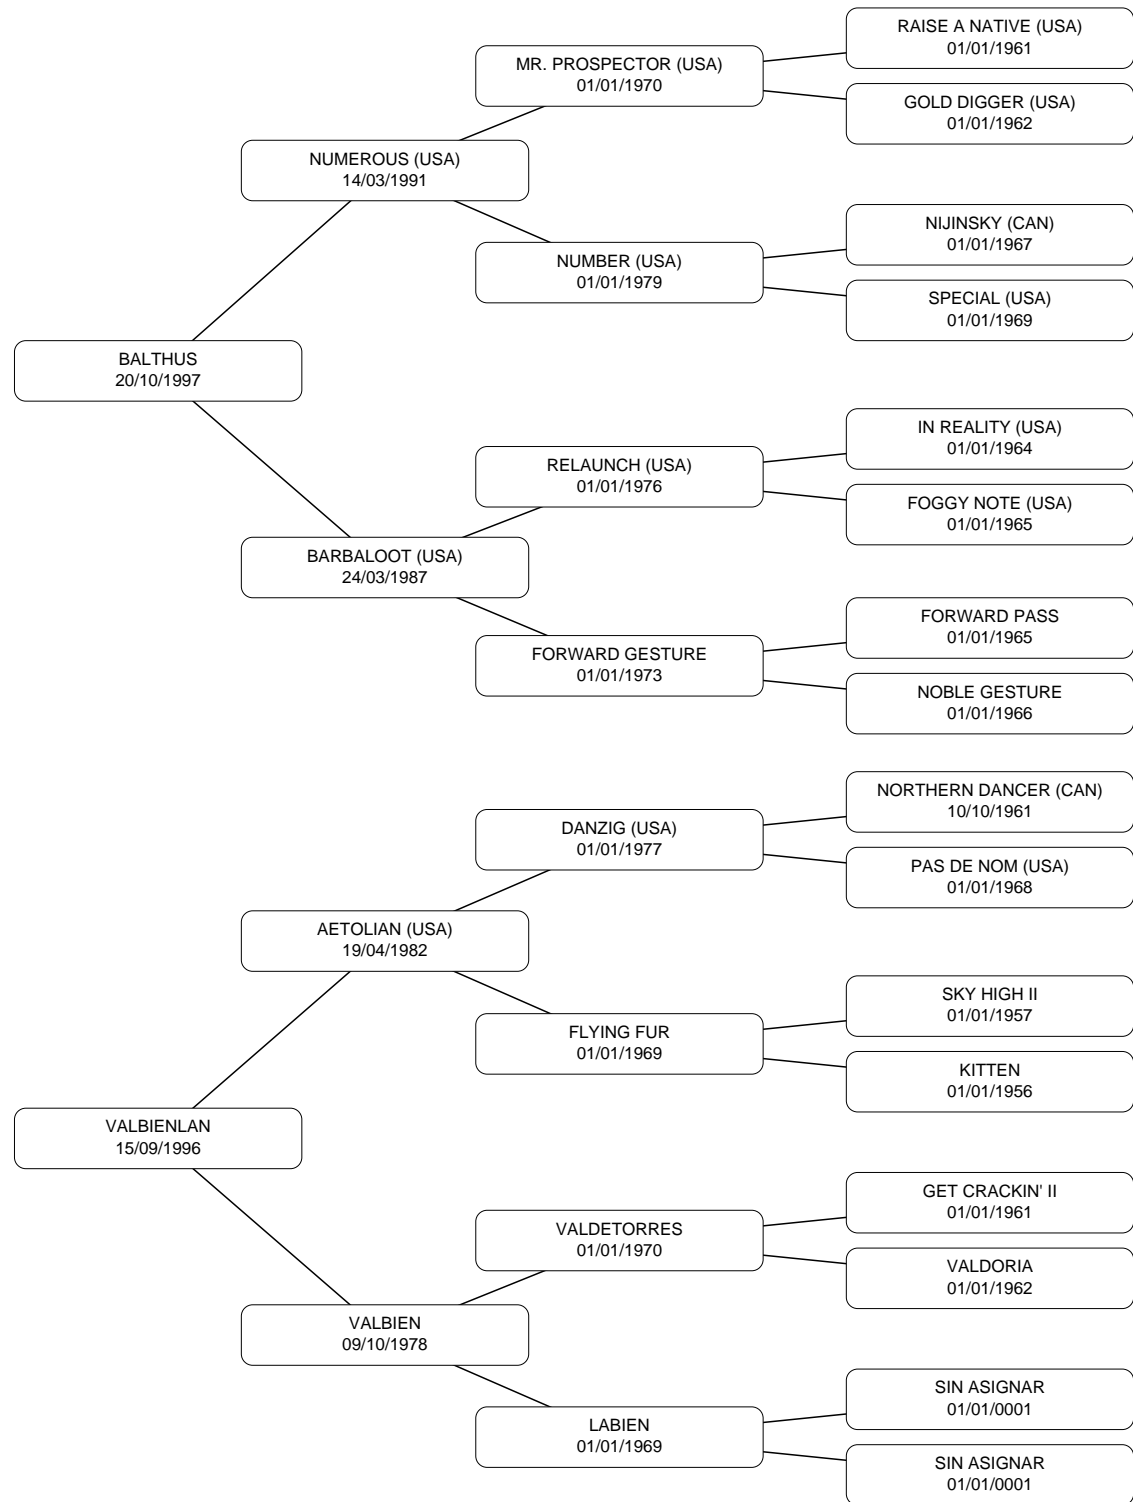 RAISE A NATIVE (USA)
01/01/1961
MR. PROSPECTOR (USA)
01/01/1970
GOLD DIGGER (USA)
01/01/1962
NUMEROUS (USA)
14/03/1991
NIJINSKY (CAN)
01/01/1967
NUMBER (USA)
01/01/1979
SPECIAL (USA)
01/01/1969
BALTHUS
20/10/1997
IN REALITY (USA)
01/01/1964
RELAUNCH (USA)
01/01/1976
FOGGY NOTE (USA)
01/01/1965
BARBALOOT (USA)
24/03/1987
FORWARD PASS
01/01/1965
FORWARD GESTURE
01/01/1973
NOBLE GESTURE
01/01/1966
NORTHERN DANCER (CAN)
10/10/1961
DANZIG (USA)
01/01/1977
PAS DE NOM (USA)
01/01/1968
AETOLIAN (USA)
19/04/1982
SKY HIGH II
01/01/1957
FLYING FUR
01/01/1969
KITTEN
01/01/1956
VALBIENLAN
15/09/1996
GET CRACKIN' II
01/01/1961
VALDETORRES
01/01/1970
VALDORIA
01/01/1962
VALBIEN
09/10/1978
SIN ASIGNAR
01/01/0001
LABIEN
01/01/1969
SIN ASIGNAR
01/01/0001